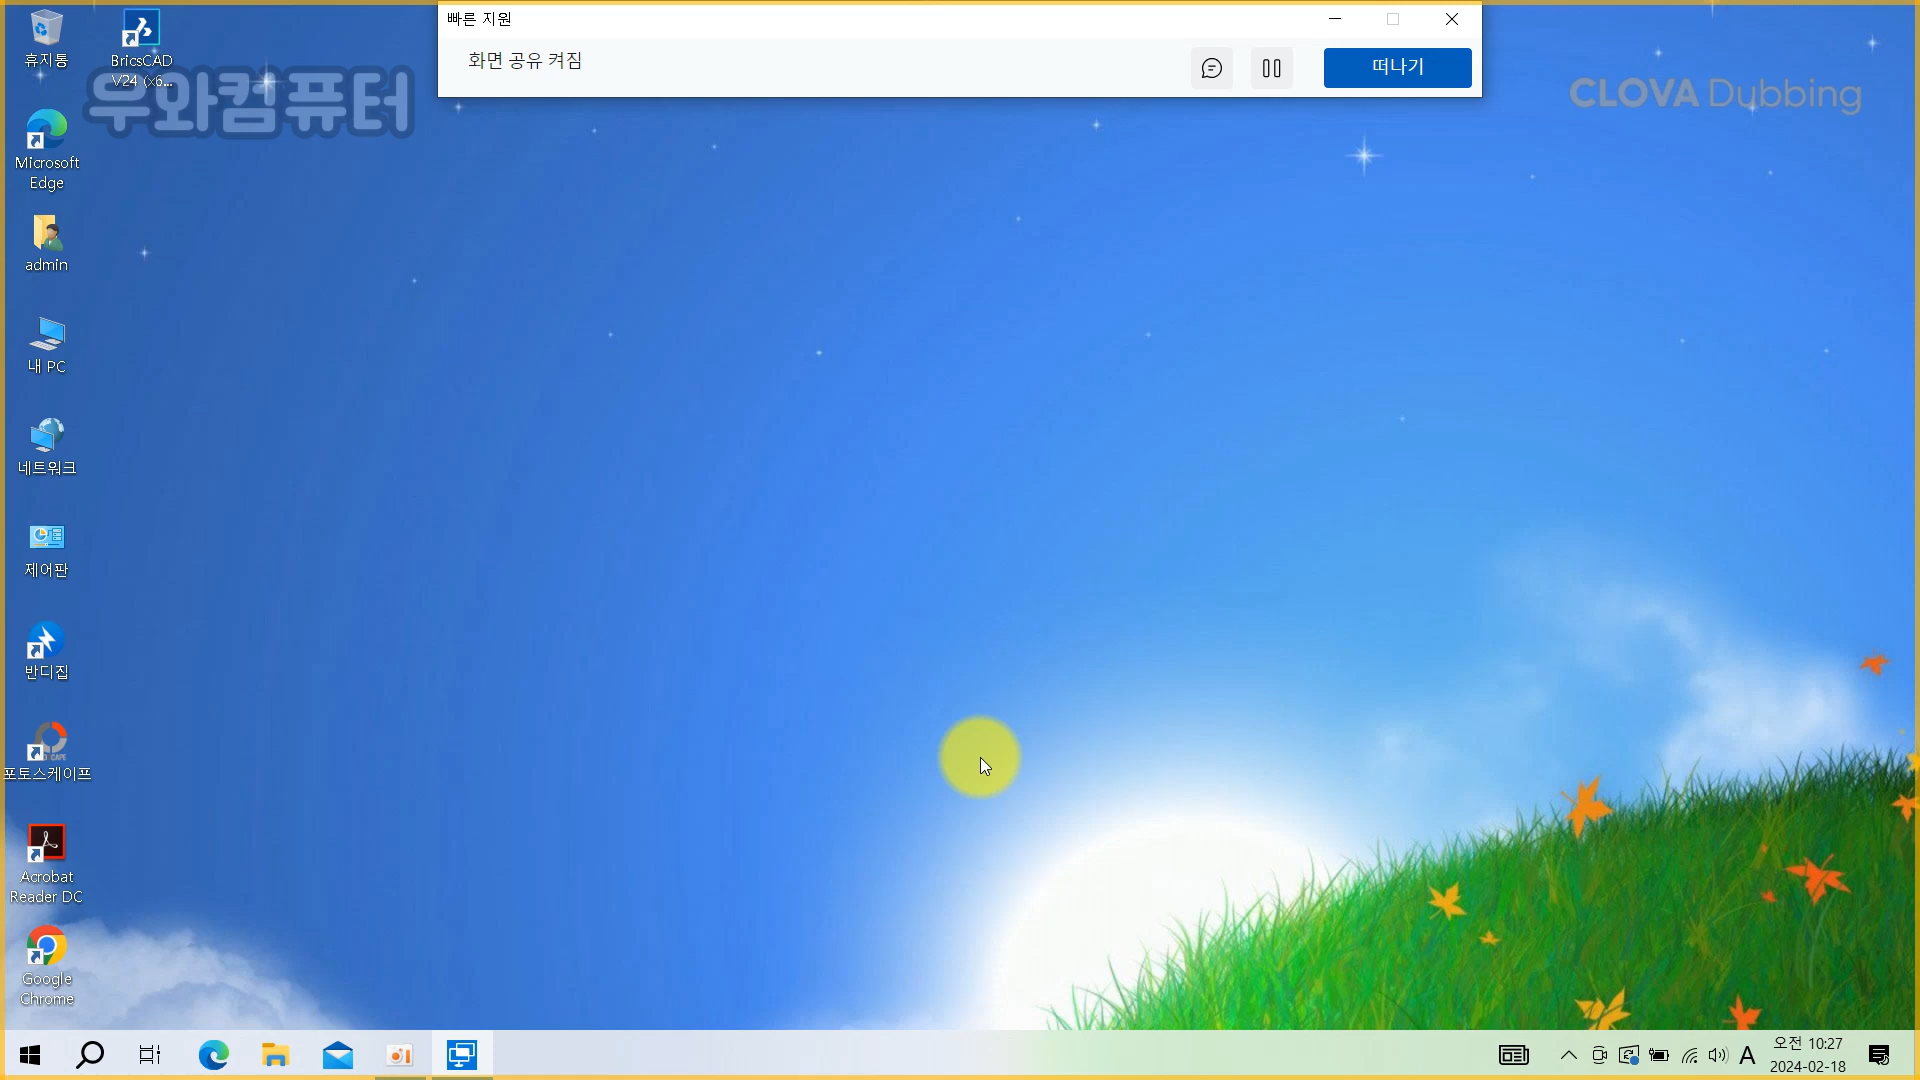 빠른 지원
화면 공유 켜짐
떠나기
휴지통
BricsCAD
V24 (x6...
우와컴퓨터
CLOVA Dubbing
Microsoft
Edge
admin
내 PC
네트워크
제어판
반디집
포토스케이프
Acrobat
Reader DC
Google
Chrome
A
오전 10:27
2024-02-18